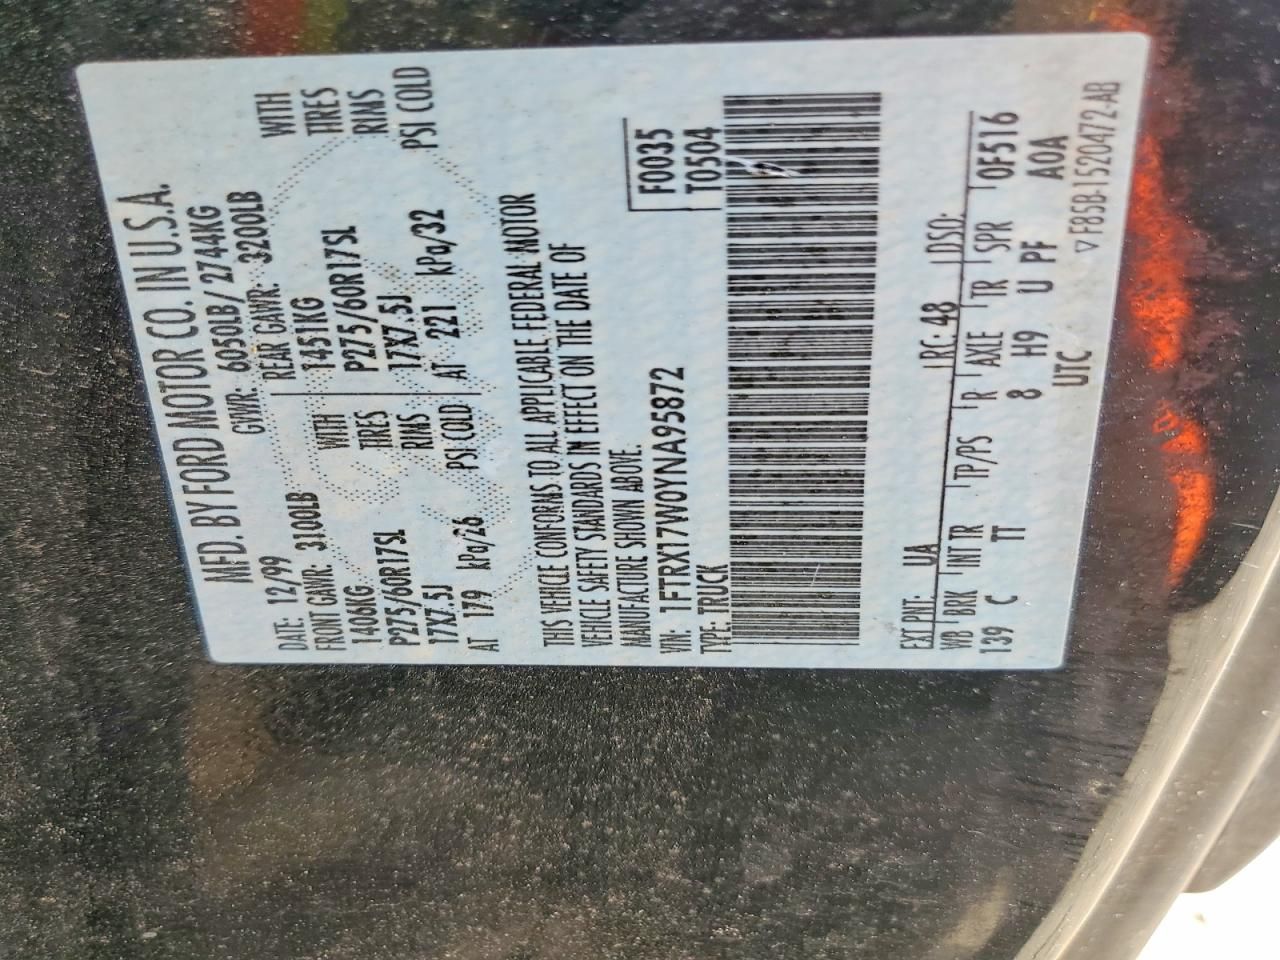 MFD. BY FORD MOTOR CO. IN U.S.A.
DATE: 12/99 GVWR: 6050LB/ 2744KG
FRONT GAWR: 3100LB REAR GAWR: 3200LB
1406KG WITH 1451KG WITH
P275/60R17SL TIRES P275/60R17SL TIRES
17X7.5J RIMS 17X7.5J RIMS
AT 179 kPa/26 PSI COLD AT 221 kPa/32 PSI COLD
THIS VEHICLE CONFORMS TO ALL APPLICABLE FEDERAL MOTOR
VEHICLE SAFETY STANDARDS IN EFFECT ON THE DATE OF
MANUFACTURE SHOWN ABOVE.
VIN: 1FTRX17W0YNA95872 F0035
TYPE: TRUCK T0504
EXT PNT: UA RC: 48 DSO:
WB BRK INT TR TP/PS R AXLE TR SPR 0F516
139 C TT 8 H9 U PF A0A
UTC
▽ F85B-1520472-AB